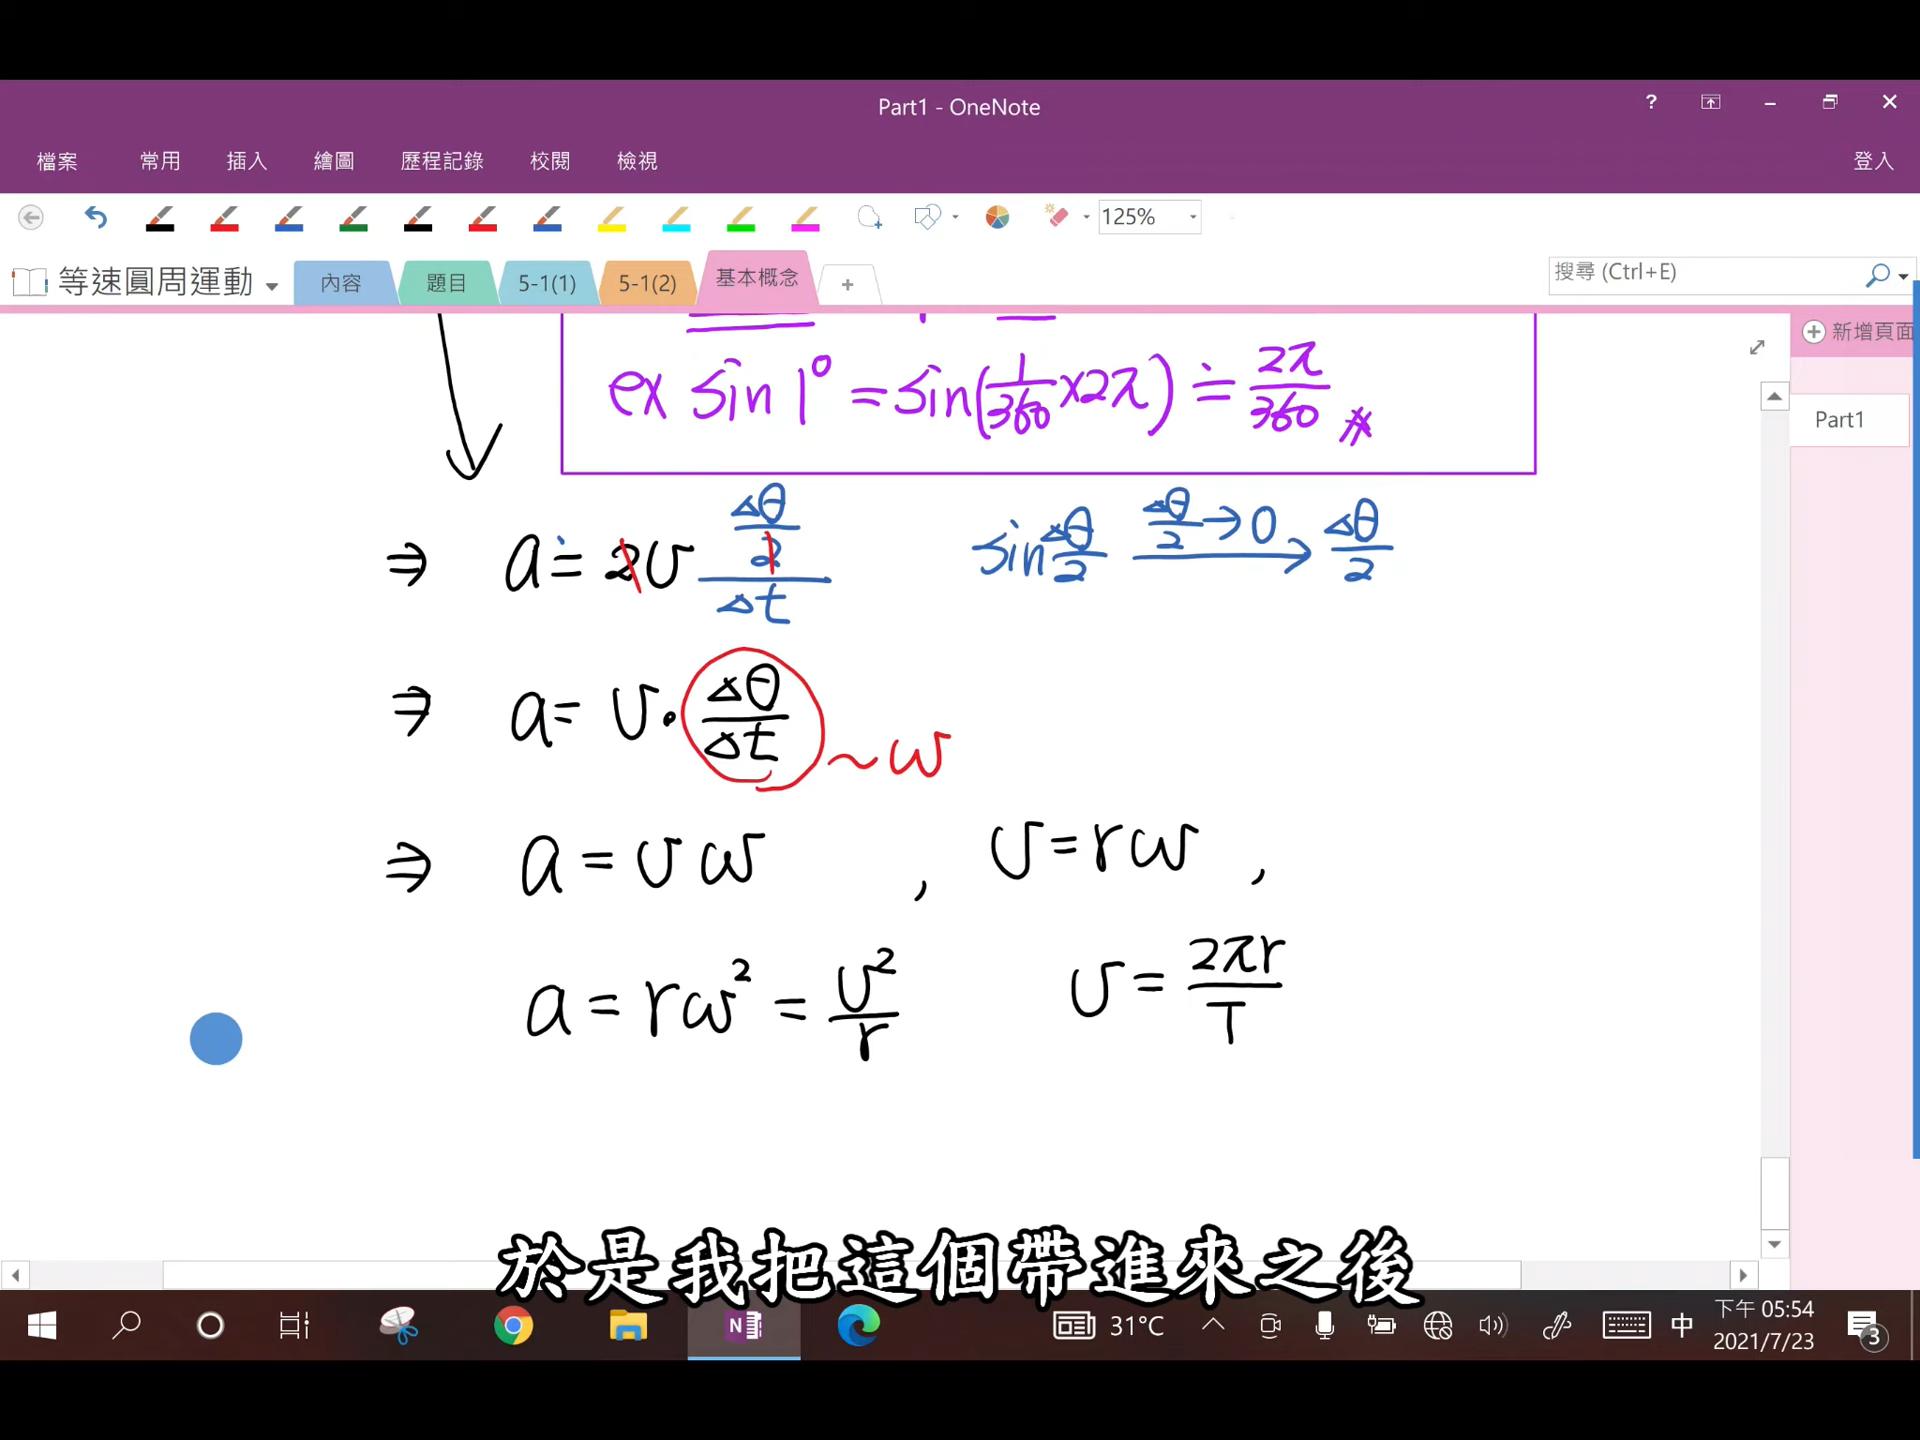 Part1 - OneNote
?
檔案 常用 插入 繪圖 歷程記錄 校閱 檢視 登入
125%
等速圓周運動 內容 題目 5-1(1) 5-1(2) 基本概念 + 搜尋 (Ctrl+E)
新增頁面
Part1
ex sin 1° = sin(1/360 × 2π) ≒ 2π/360 #
⇒ a ≒ 2v (Δθ/2)/Δt sin Δθ/2 Δθ/2→0 Δθ/2
⇒ a = v · Δθ/Δt ~ω
⇒ a = vω , v = rω ,
a = rω² = v²/r v = 2πr/T
於是我把這個帶進來之後
31°C 中 下午 05:54
2021/7/23 3